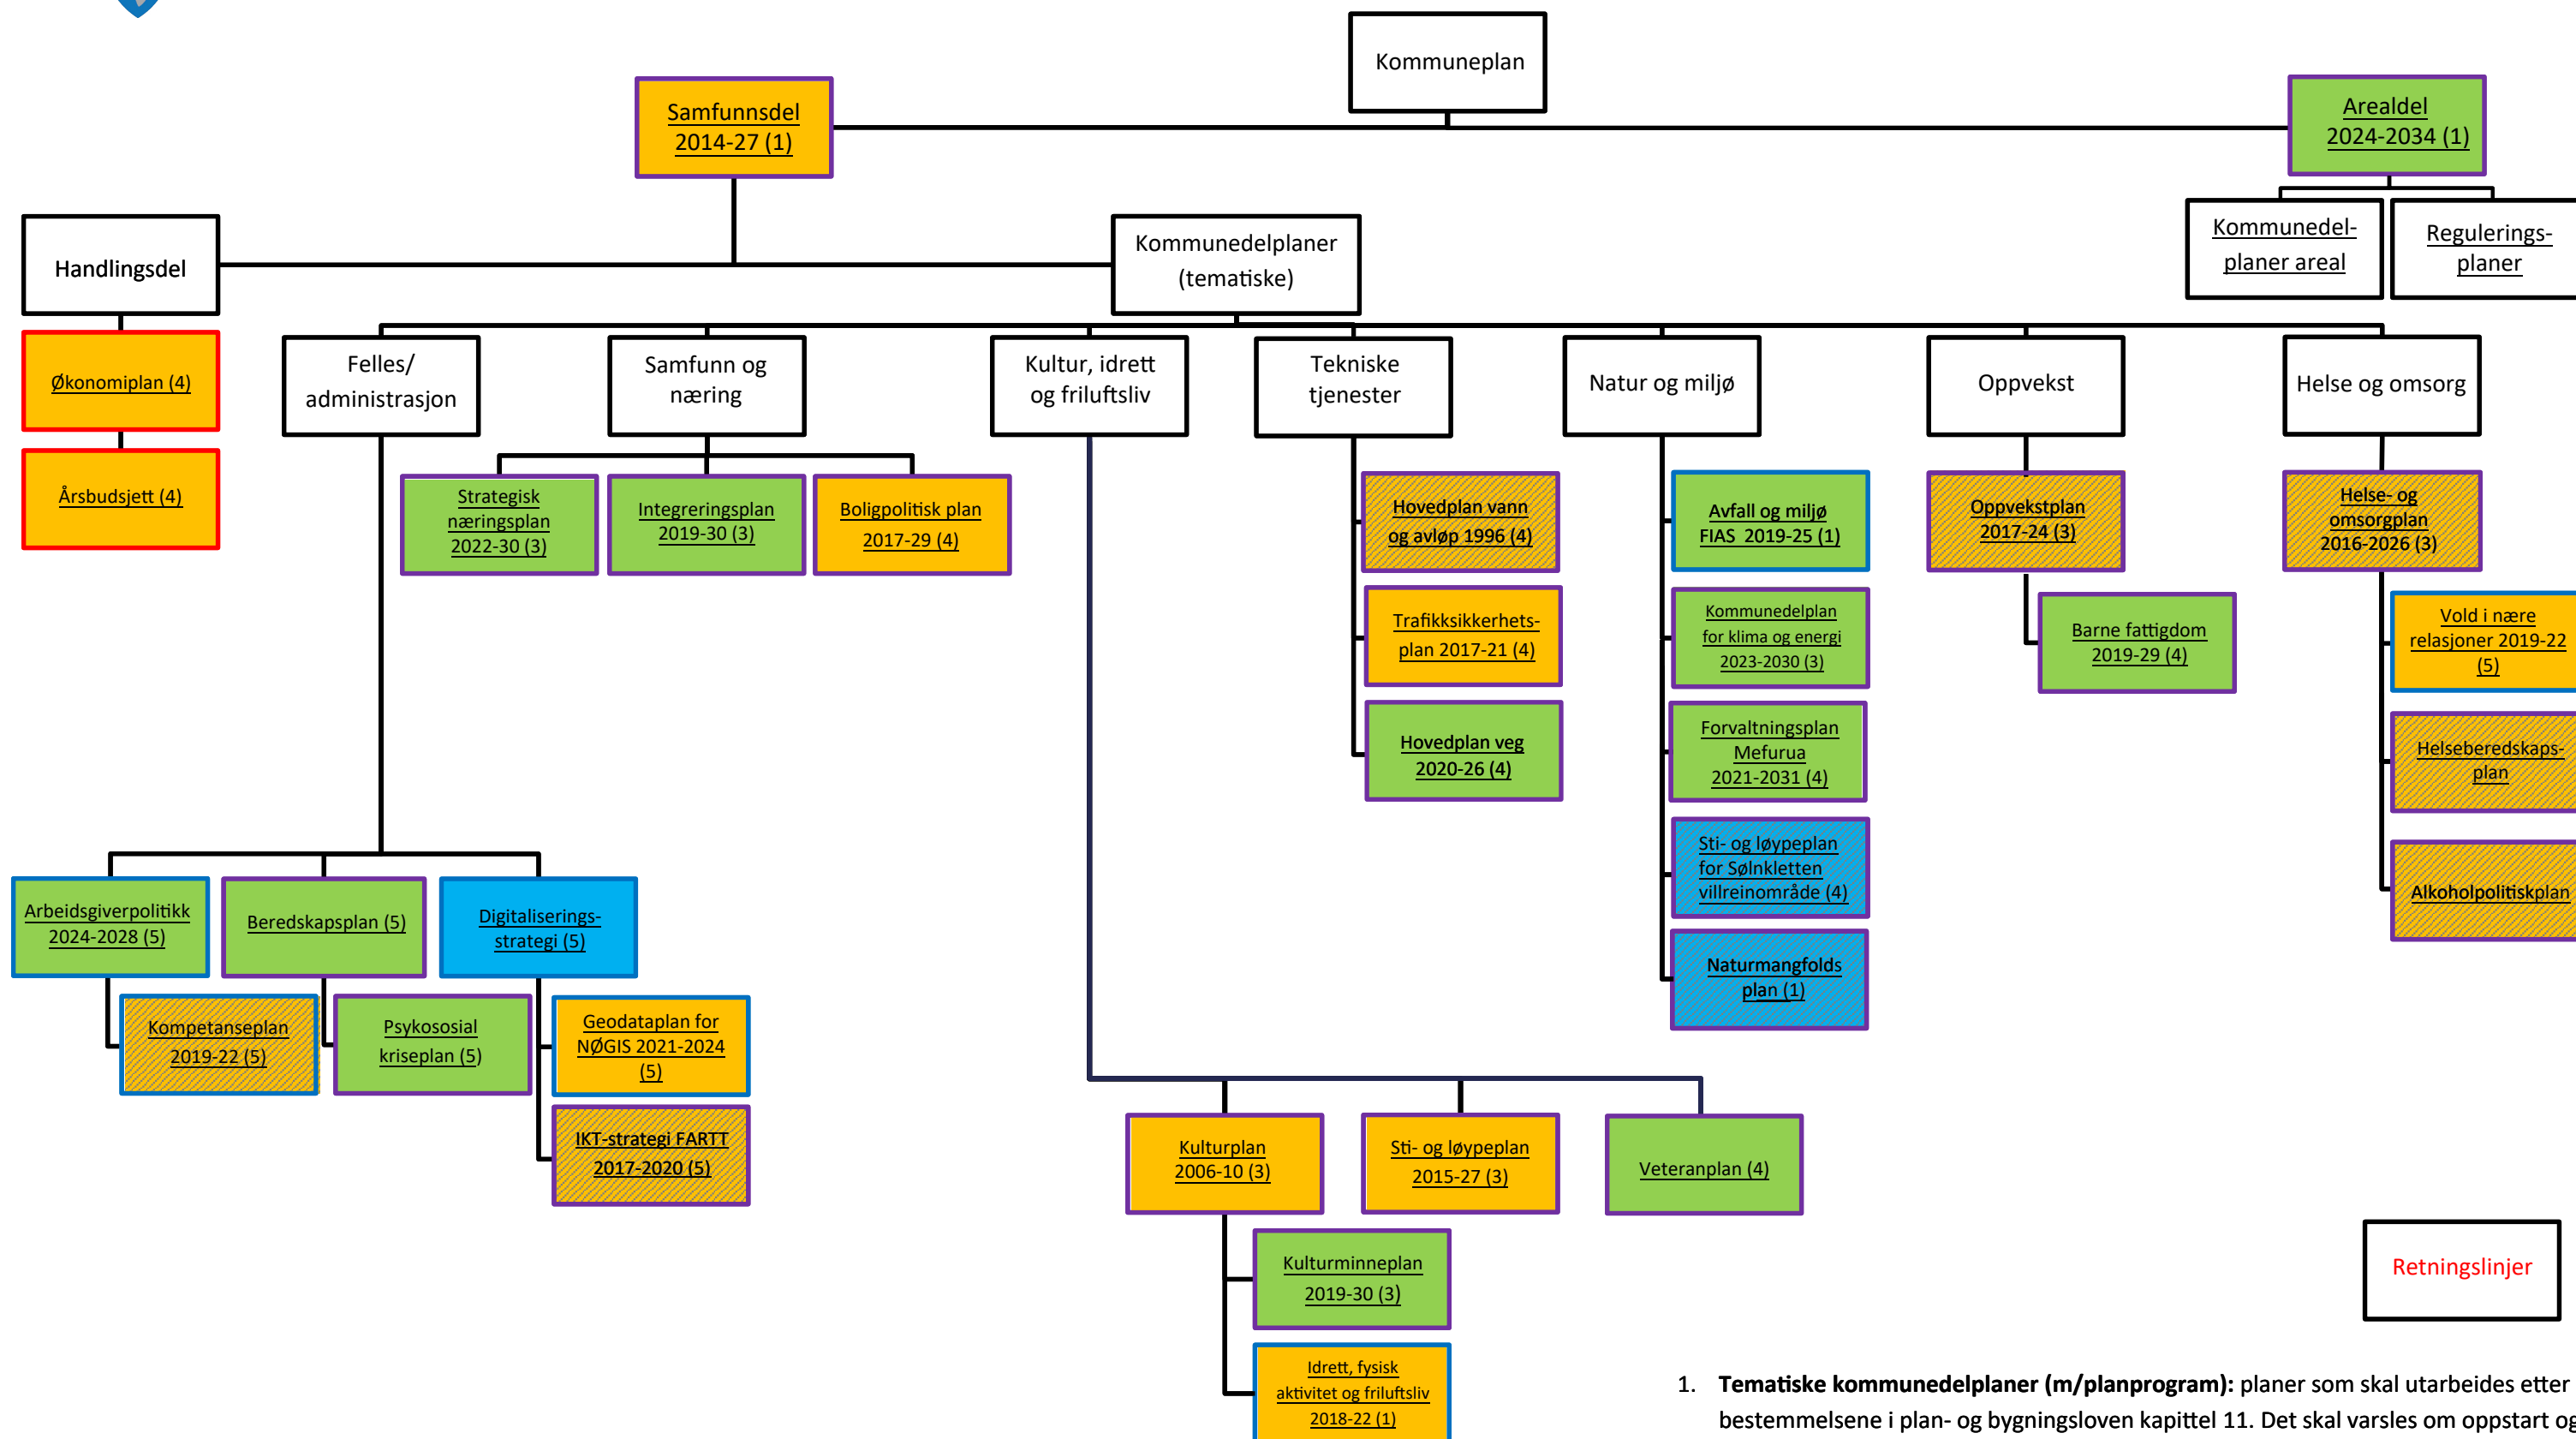 Kommuneplan
Samfunnsdel
2014-27 (1)
Arealdel
2024-2034 (1)
Handlingsdel
Kommunedelplaner
(tematiske)
Kommunedel-
planer areal
Regulerings-
planer
Økonomiplan (4)
Årsbudsjett (4)
Felles/
administrasjon
Samfunn og
næring
Kultur, idrett
og friluftsliv
Tekniske
tjenester
Natur og miljø
Oppvekst
Helse og omsorg
Strategisk
næringsplan
2022-30 (3)
Integreringsplan
2019-30 (3)
Boligpolitisk plan
2017-29 (4)
Hovedplan vann
og avløp 1996 (4)
Trafikksikkerhets-
plan 2017-21 (4)
Hovedplan veg
2020-26 (4)
Avfall og miljø
FIAS 2019-25 (1)
Kommunedelplan
for klima og energi
2023-2030 (3)
Forvaltningsplan
Mefurua
2021-2031 (4)
Sti- og løypeplan
for Sølnkletten
villreinområde (4)
Naturmangfolds
plan (1)
Oppvekstplan
2017-24 (3)
Barne fattigdom
2019-29 (4)
Helse- og
omsorgplan
2016-2026 (3)
Vold i nære
relasjoner 2019-22
(5)
Helseberedskaps-
plan
Alkoholpolitiskplan
Arbeidsgiverpolitikk
2024-2028 (5)
Beredskapsplan (5)
Digitaliserings-
strategi (5)
Kompetanseplan
2019-22 (5)
Psykososial
kriseplan (5)
Geodataplan for
NØGIS 2021-2024
(5)
IKT-strategi FARTT
2017-2020 (5)
Kulturplan
2006-10 (3)
Sti- og løypeplan
2015-27 (3)
Veteranplan (4)
Kulturminneplan
2019-30 (3)
Idrett, fysisk
aktivitet og friluftsliv
2018-22 (1)
Retningslinjer
1. Tematiske kommunedelplaner (m/planprogram): planer som skal utarbeides etter
bestemmelsene i plan- og bygningsloven kapittel 11. Det skal varsles om oppstart og